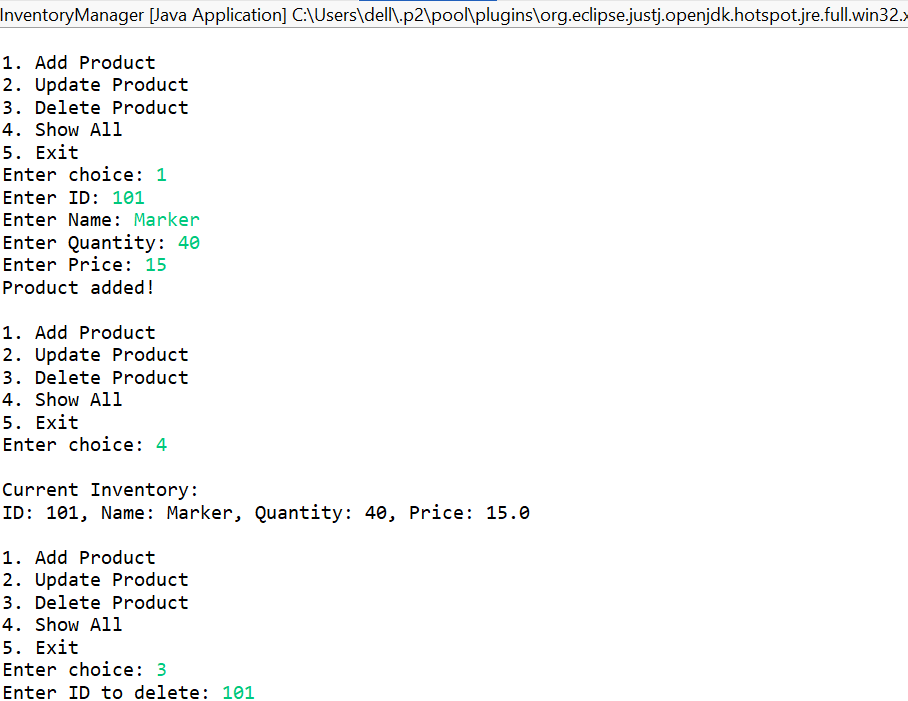 InventoryManager [Java Application] C:\Users\dell\.p2\pool\plugins\org.eclipse.justj.openjdk.hotspot.jre.full.win32.x
1. Add Product
2. Update Product
3. Delete Product
4. Show All
5. Exit
Enter choice: 1
Enter ID: 101
Enter Name: Marker
Enter Quantity: 40
Enter Price: 15
Product added!
1. Add Product
2. Update Product
3. Delete Product
4. Show All
5. Exit
Enter choice: 4
Current Inventory:
ID: 101, Name: Marker, Quantity: 40, Price: 15.0
1. Add Product
2. Update Product
3. Delete Product
4. Show All
5. Exit
Enter choice: 3
Enter ID to delete: 101